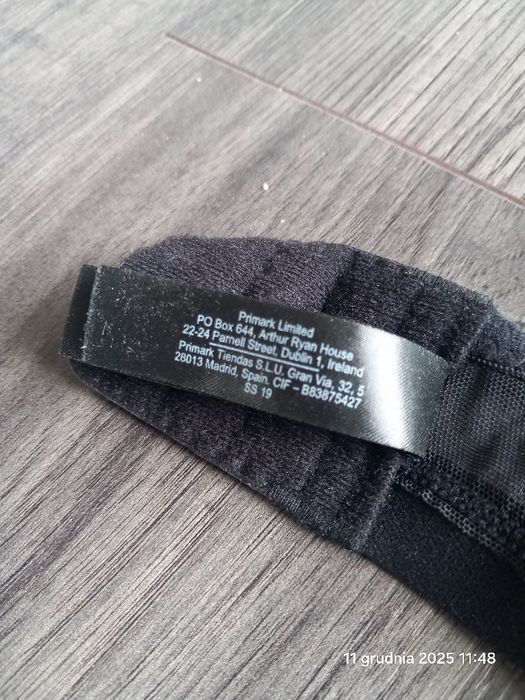 Primark Limited
PO Box 644, Arthur Ryan House
22-24 Parnell Street, Dublin 1, Ireland
Primark Tiendas S.L.U, Gran Via, 32, 5
28013 Madrid, Spain, CIF – B83875427
SS 19
11 grudnia 2025 11:48